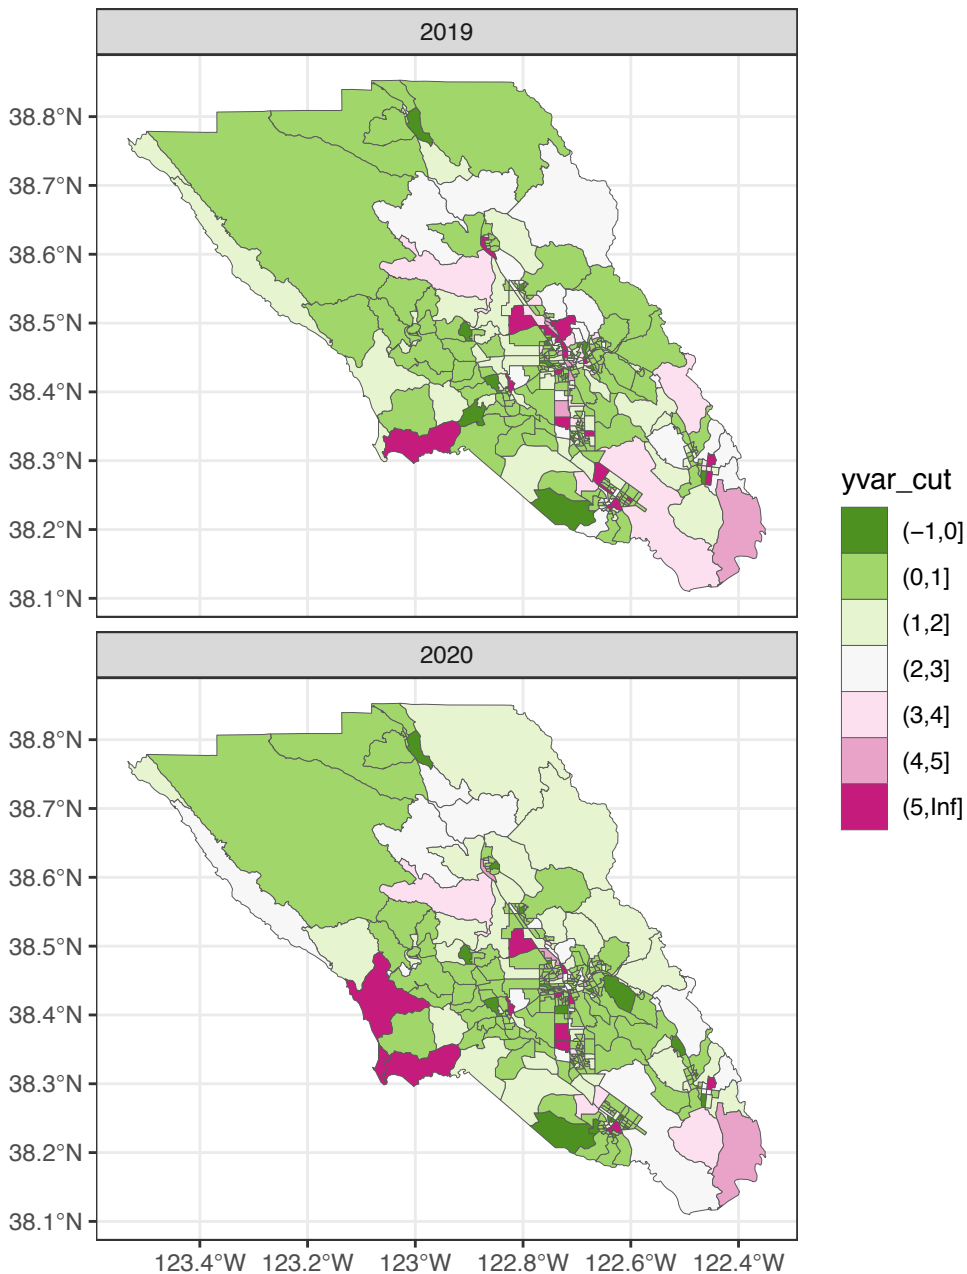 2019
38.8°N
38.7°N
38.6°N
38.5°N
38.4°N
38.3°N
38.2°N
38.1°N
2020
38.8°N
38.7°N
38.6°N
38.5°N
38.4°N
38.3°N
38.2°N
38.1°N
123.4°W 123.2°W 123°W 122.8°W 122.6°W 122.4°W
yvar_cut
(−1,0]
(0,1]
(1,2]
(2,3]
(3,4]
(4,5]
(5,Inf]